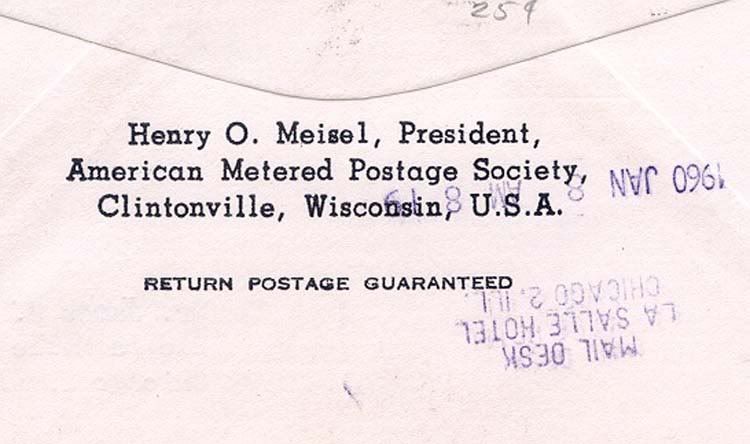 25¢
Henry O. Meisel, President,
American Metered Postage Society,
Clintonville, Wisconsin, U.S.A.
RETURN POSTAGE GUARANTEED
1960 JAN 8 AM 8 19
MAIL DESK
LA SALLE HOTEL
CHICAGO 2, ILL.